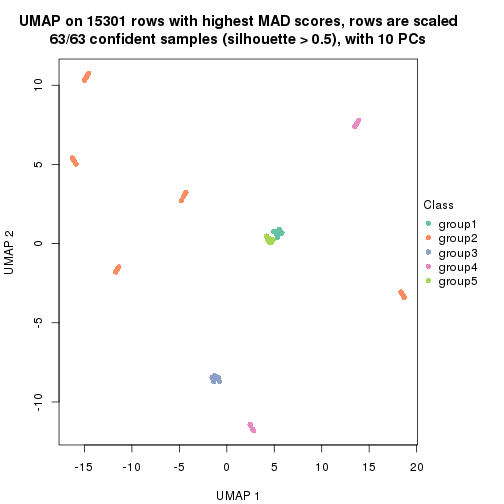 UMAP on 15301 rows with highest MAD scores, rows are scaled
63/63 confident samples (silhouette > 0.5), with 10 PCs
10
5
0
-5
-10
UMAP 2
-15
-10
-5
0
5
10
15
20
UMAP 1
Class
group1
group2
group3
group4
group5